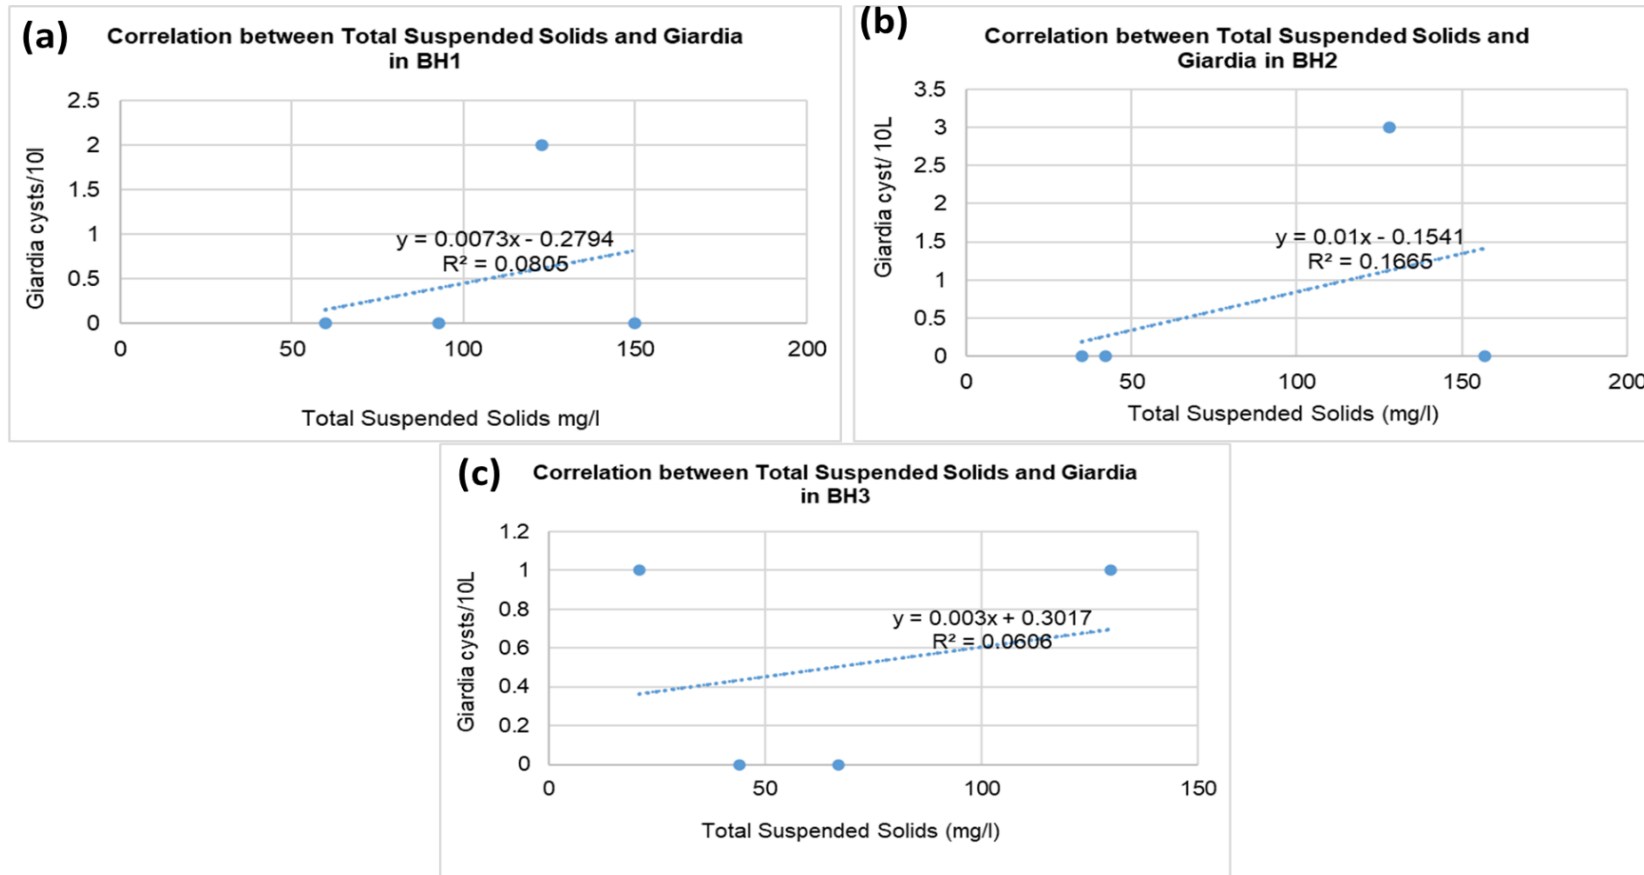 (a)
Correlation between Total Suspended Solids and Giardia
in BH1
2.5
2
1.5
1
0.5
0
Giardia cysts/10l
y = 0.0073x - 0.2794
R² = 0.0805
0 50 100 150 200
Total Suspended Solids mg/l
(b)
Correlation between Total Suspended Solids and
Giardia in BH2
3.5
3
2.5
2
1.5
1
0.5
0
Giardia cyst/ 10L
y = 0.01x - 0.1541
R² = 0.1665
0 50 100 150 200
Total Suspended Solids (mg/l)
(c)
Correlation between Total Suspended Solids and Giardia
in BH3
1.2
1
0.8
0.6
0.4
0.2
0
Giardia cysts/10L
y = 0.003x + 0.3017
R² = 0.0606
0 50 100 150
Total Suspended Solids (mg/l)